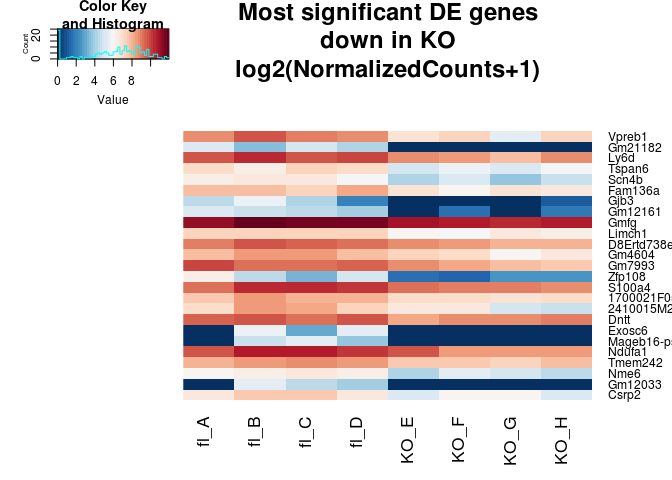 Color Key
and Histogram
Count
0 20
0 2 4 6 8
Value
Most significant DE genes
down in KO
log2(NormalizedCounts+1)
Vpreb1
Gm21182
Ly6d
Tspan6
Scn4b
Fam136a
Gjb3
Gm12161
Gmfg
Limch1
D8Ertd738e
Gm4604
Gm7993
Zfp108
S100a4
1700021F0
2410015M2
Dntt
Exosc6
Mageb16-ps
Ndufa1
Tmem242
Nme6
Gm12033
Csrp2
fl_A
fl_B
fl_C
fl_D
KO_E
KO_F
KO_G
KO_H